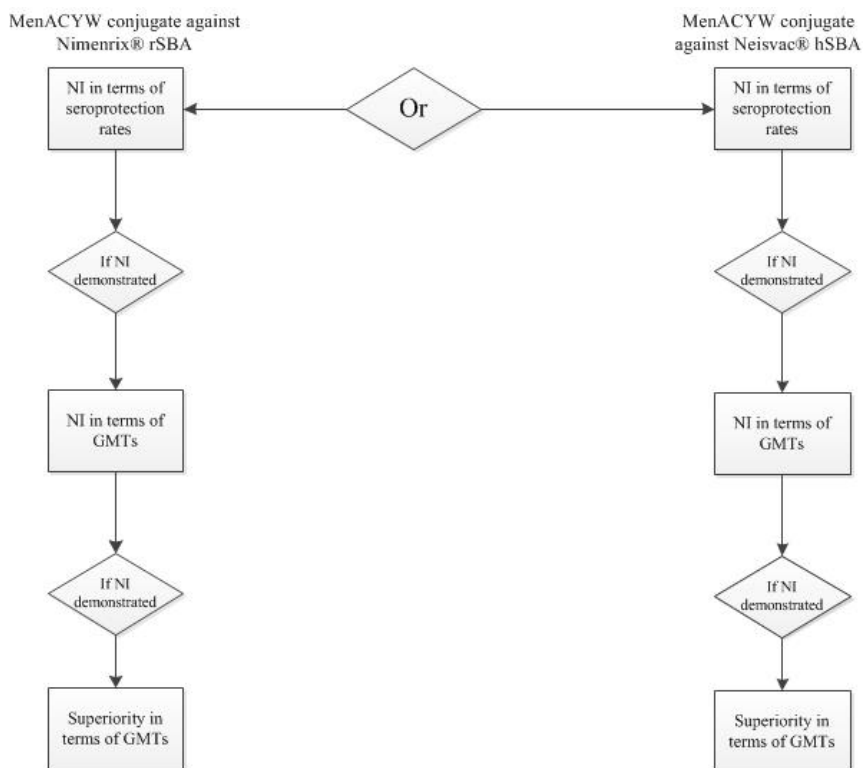 MenACYW conjugate against
Nimenrix® rSBA
MenACYW conjugate
against Neisvac® hSBA
NI in terms of
seroprotection
rates
Or
NI in terms of
seroprotection
rates
If NI
demonstrated
If NI
demonstrated
NI in terms of
GMTs
NI in terms of
GMTs
If NI
demonstrated
If NI
demonstrated
Superiority in
terms of GMTs
Superiority in
terms of GMTs